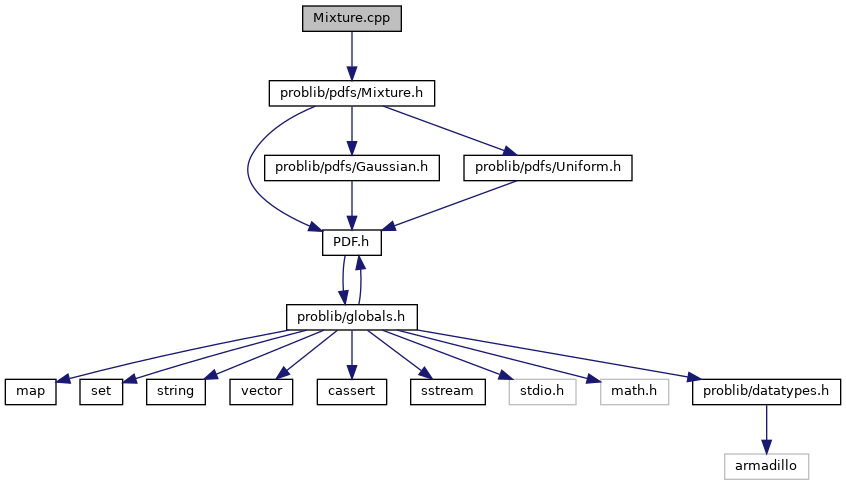 Mixture.cpp
problib/pdfs/Mixture.h
problib/pdfs/Gaussian.h
problib/pdfs/Uniform.h
PDF.h
problib/globals.h
map
set
string
vector
cassert
sstream
stdio.h
math.h
problib/datatypes.h
armadillo